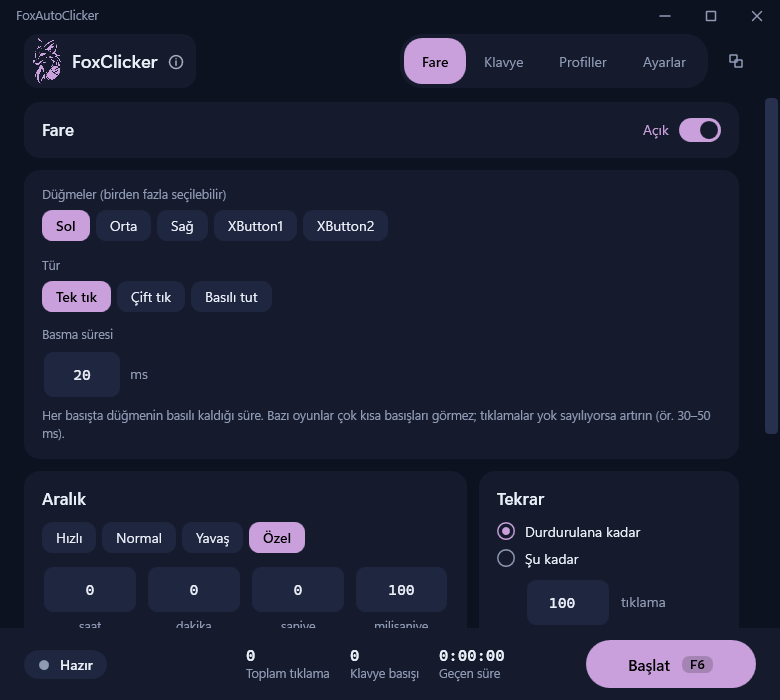 FoxAutoClicker
FoxClicker
Fare Klavye Profiller Ayarlar
Fare
Açık
Düğmeler (birden fazla seçilebilir)
Sol Orta Sağ XButton1 XButton2
Tür
Tek tık Çift tık Basılı tut
Basma süresi
20 ms
Her basışta düğmenin basılı kaldığı süre. Bazı oyunlar çok kısa basışları görmez; tıklamalar yok sayılıyorsa artırın (ör. 30–50
ms).
Aralık
Hızlı Normal Yavaş Özel
0 0 0 100
saat dakika saniye milisaniye
Tekrar
Durdurulana kadar
Şu kadar
100 tıklama
Hazır
0
Toplam tıklama
0
Klavye basışı
0:00:00
Geçen süre
Başlat F6